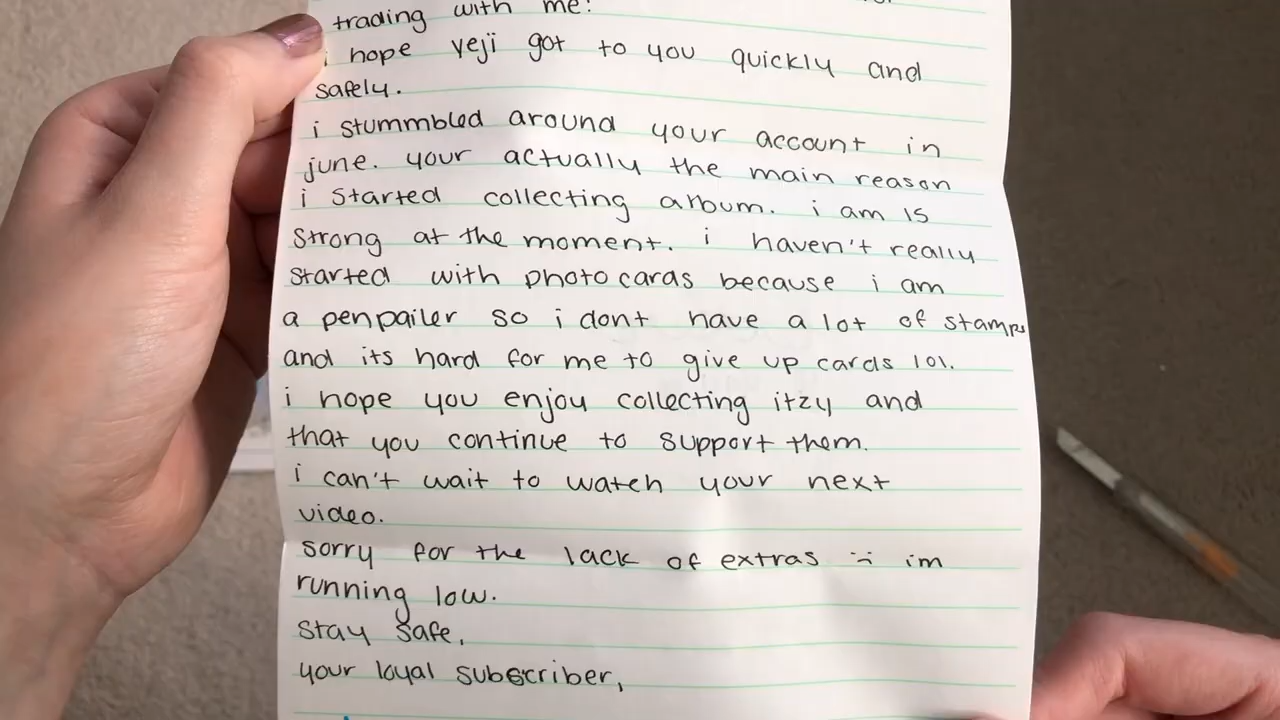 trading with me!
i hope yeji got to you quickly and
safely.
i stummbled around your account in
june. your actually the main reason
i started collecting album. i am 15
strong at the moment. i haven't really
started with photocards because i am
a penpailer so i dont have a lot of stamps
and its hard for me to give up cards lol.
i hope you enjoy collecting itzy and
that you continue to support them.
i can't wait to watch your next
video.
sorry for the lack of extras :( im
running low.
stay safe,
your loyal subscriber,